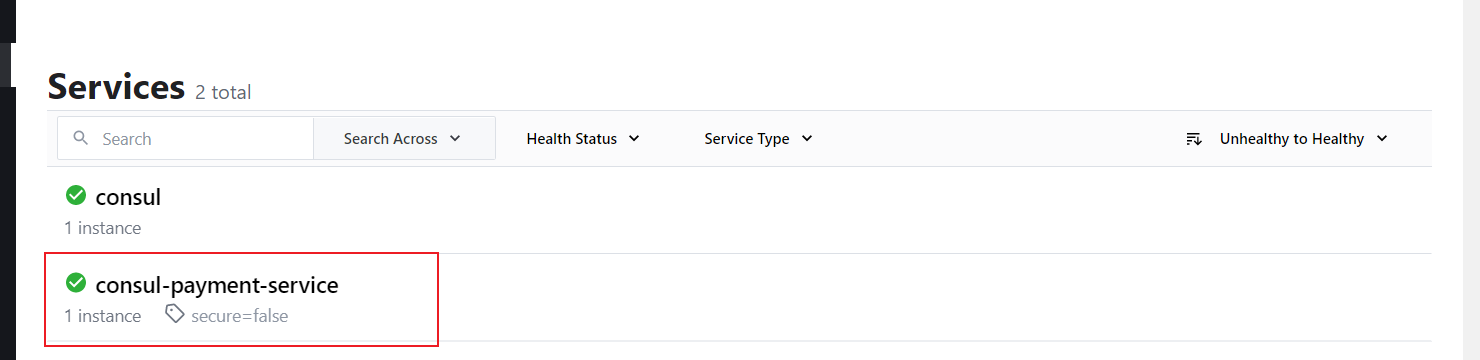 Services 2 total
Search Search Across Health Status Service Type Unhealthy to Healthy
consul
1 instance
consul-payment-service
1 instance secure=false